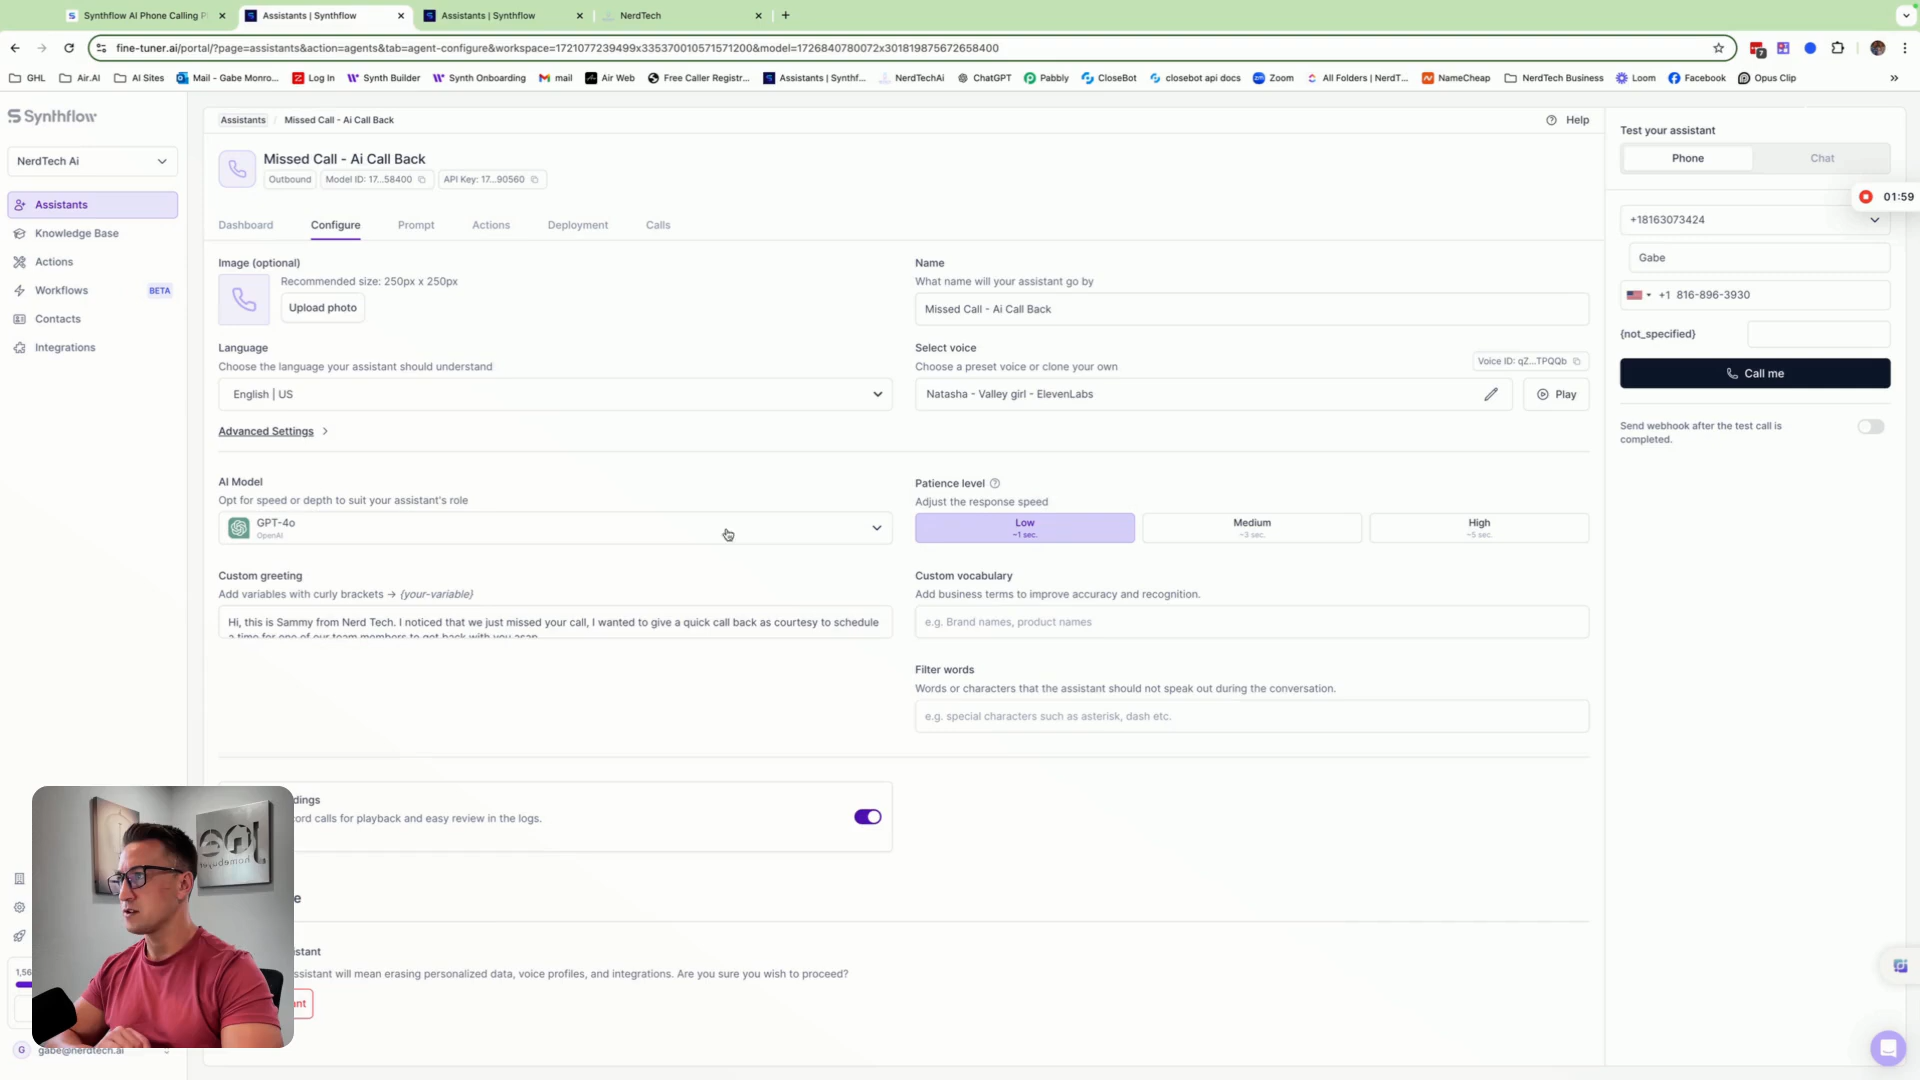 Synthflow AI Phone Calling P
Assistants | Synthflow
Assistants | Synthflow
NerdTech
fine-tuner.ai/portal/?page=assistants&action=agents&tab=agent-configure&workspace=1721077239499x335370010571571200&model=1726840780072x301819875672658400
GHL
Air.AI
AI Sites
Mail - Gabe Monro...
Log In
Synth Builder
Synth Onboarding
mail
Air Web
Free Caller Registr...
Assistants | Synthf...
NerdTechAi
ChatGPT
Pabbly
CloseBot
closebot api docs
Zoom
All Folders | NerdT...
NameCheap
NerdTech Business
Loom
Facebook
Opus Clip
Synthflow
NerdTech Ai
Assistants
Knowledge Base
Actions
Workflows
BETA
Contacts
Integrations
Assistants / Missed Call - Ai Call Back
Help
Missed Call - Ai Call Back
Outbound
Model ID: 17...58400
API Key: 17...90560
Dashboard
Configure
Prompt
Actions
Deployment
Calls
Image (optional)
Recommended size: 250px x 250px
Upload photo
Name
What name will your assistant go by
Missed Call - Ai Call Back
Language
Choose the language your assistant should understand
English | US
Select voice
Choose a preset voice or clone your own
Voice ID: qZ...TPQQb
Natasha - Valley girl - ElevenLabs
Play
Advanced Settings
AI Model
Opt for speed or depth to suit your assistant's role
GPT-4o
OpenAI
Patience level
Adjust the response speed
Low
~1 sec.
Medium
~3 sec.
High
~5 sec.
Custom greeting
Add variables with curly brackets → {your-variable}
Hi, this is Sammy from Nerd Tech. I noticed that we just missed your call, I wanted to give a quick call back as courtesy to schedule
a time for one of our team members to get back with you asap.
Custom vocabulary
Add business terms to improve accuracy and recognition.
e.g. Brand names, product names
Filter words
Words or characters that the assistant should not speak out during the conversation.
e.g. special characters such as asterisk, dash etc.
dings
ord calls for playback and easy review in the logs.
e
istant
ssistant will mean erasing personalized data, voice profiles, and integrations. Are you sure you wish to proceed?
nt
1,56
G
gabe@nerdtech.ai
Test your assistant
Phone
Chat
01:59
+18163073424
Gabe
+1 816-896-3930
{not_specified}
Call me
Send webhook after the test call is
completed.
homebuyer